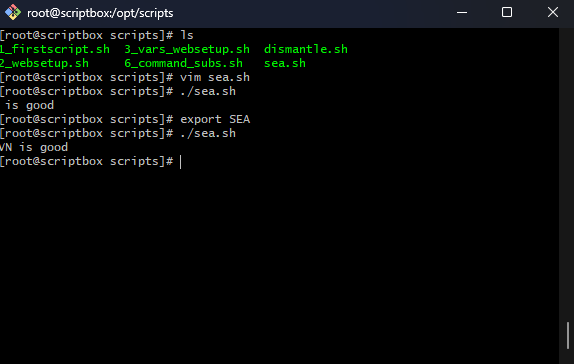 root@scriptbox:/opt/scripts
[root@scriptbox scripts]# ls
1_firstscript.sh  3_vars_websetup.sh  dismantle.sh
2_websetup.sh     6_command_subs.sh   sea.sh
[root@scriptbox scripts]# vim sea.sh
[root@scriptbox scripts]# ./sea.sh
 is good
[root@scriptbox scripts]# export SEA
[root@scriptbox scripts]# ./sea.sh
VN is good
[root@scriptbox scripts]#